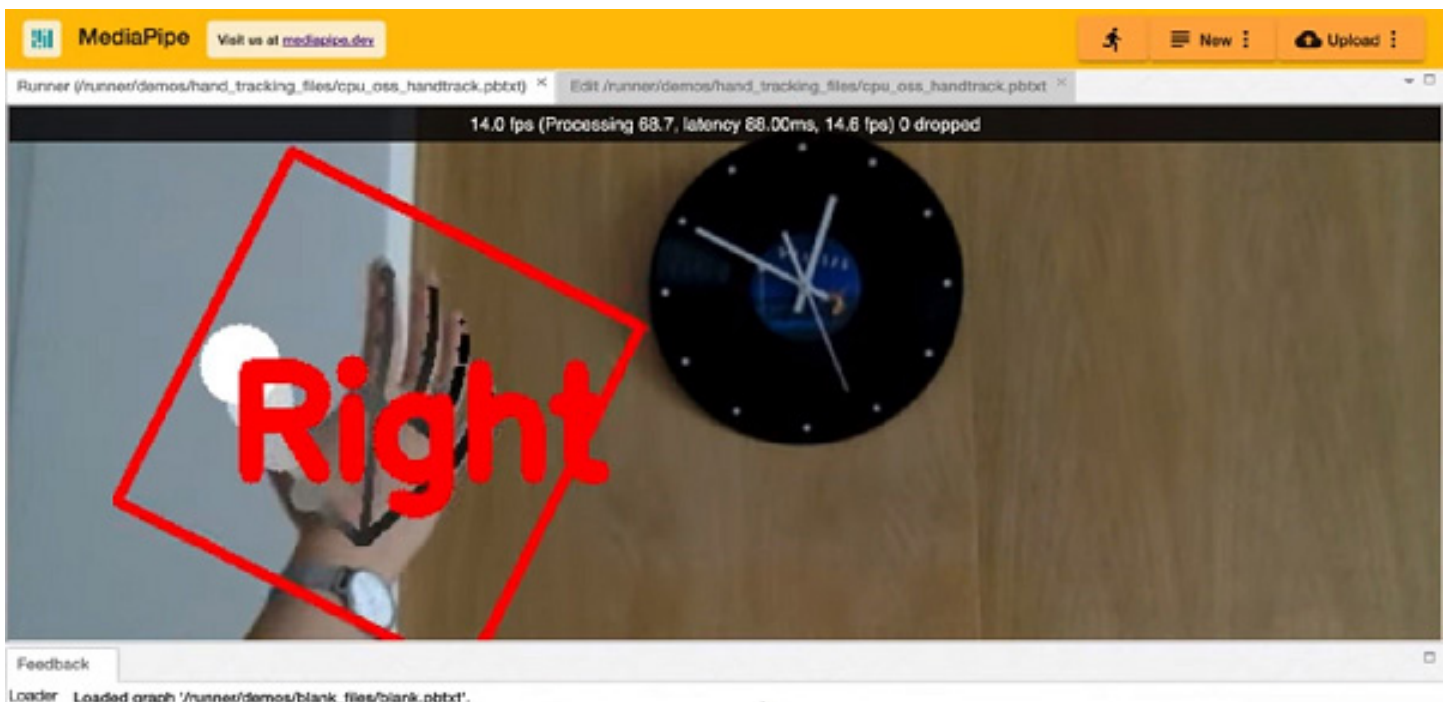 MediaPipe
Visit us at mediapipe.dev
New
Upload
Runner (/runner/demos/hand_tracking_files/cpu_oss_handtrack.pbtxt)
Edit /runner/demos/hand_tracking_files/cpu_oss_handtrack.pbtxt
14.0 fps (Processing 68.7, latency 68.00ms, 14.6 fps) 0 dropped
Right
Feedback
Loader Loaded graph '/runner/demos/blank_files/blank.pbtxt'.